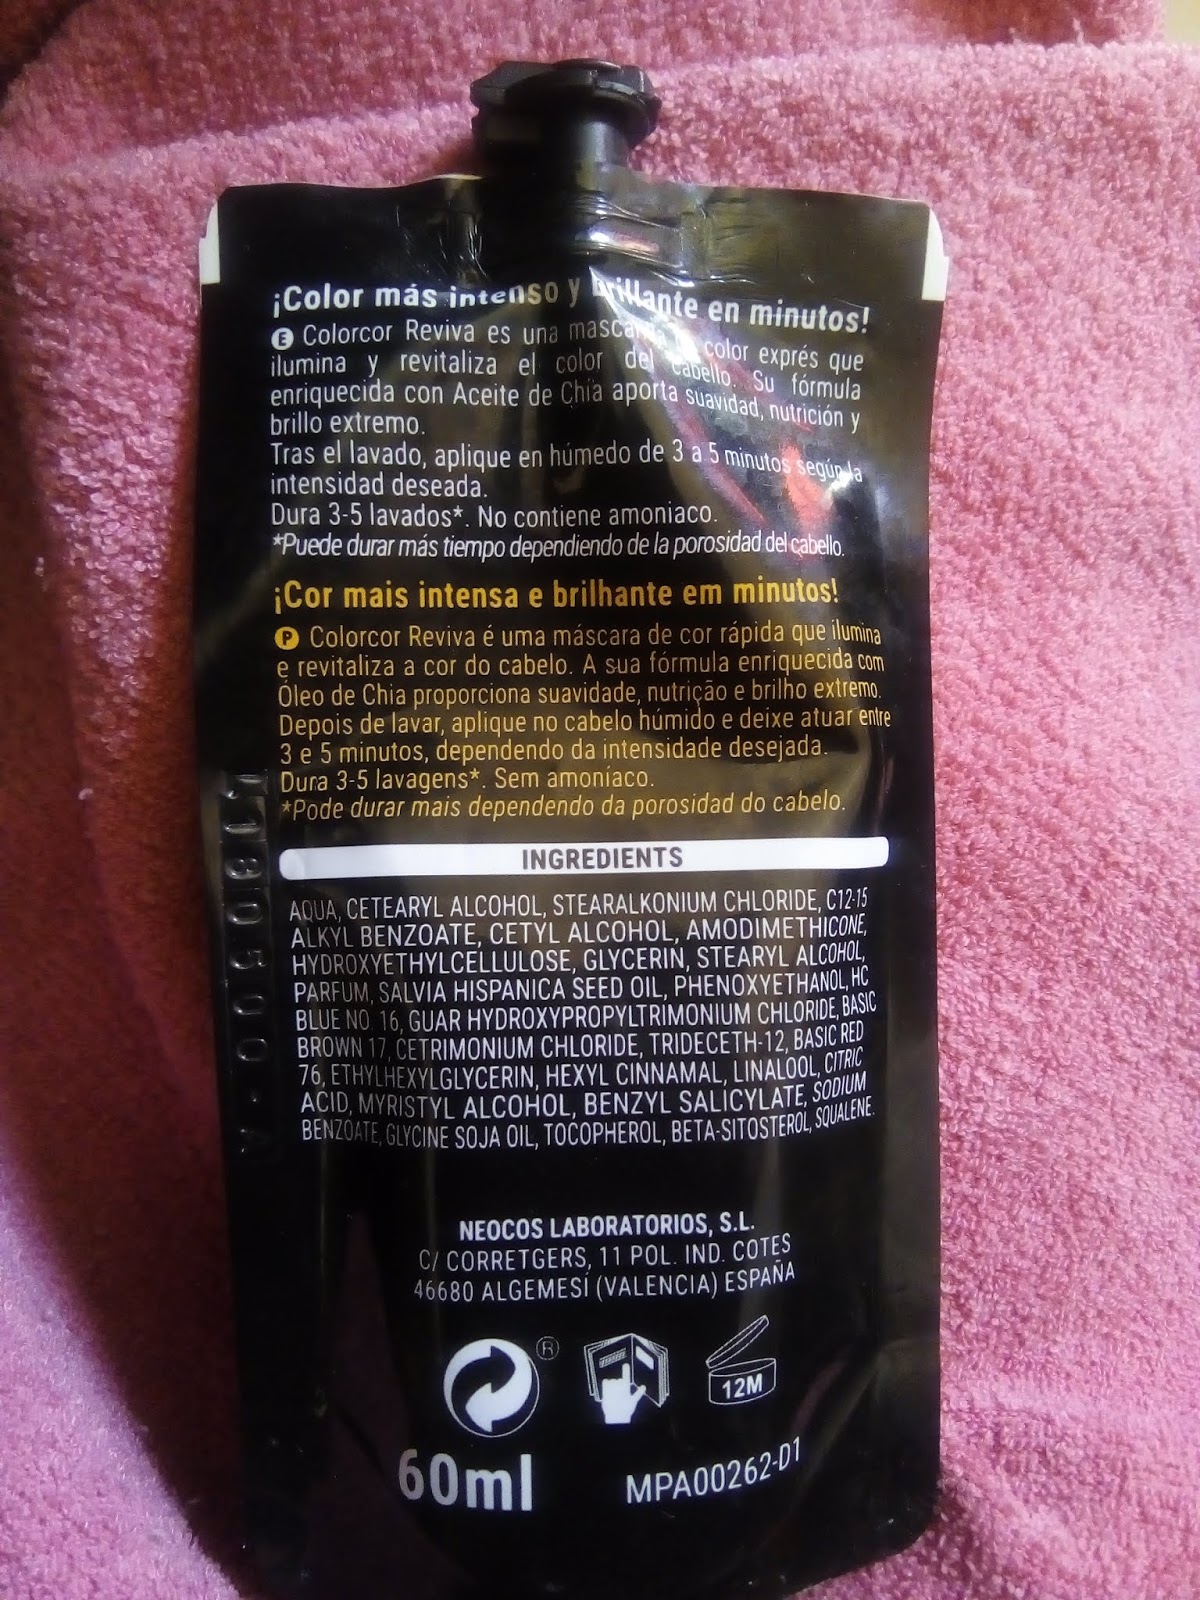 ¡Color más intenso y brillante en minutos!
E Colorcor Reviva es una mascarilla color exprés que
ilumina y revitaliza el color del cabello. Su fórmula
enriquecida con Aceite de Chía aporta suavidad, nutrición y
brillo extremo.
Tras el lavado, aplique en húmedo de 3 a 5 minutos según la
intensidad deseada.
Dura 3-5 lavados*. No contiene amoniaco.
*Puede durar más tiempo dependiendo de la porosidad del cabello.
¡Cor mais intensa e brilhante em minutos!
P Colorcor Reviva é uma máscara de cor rápida que ilumina
e revitaliza a cor do cabelo. A sua fórmula enriquecida com
Óleo de Chia proporciona suavidade, nutrição e brilho extremo.
Depois de lavar, aplique no cabelo húmido e deixe atuar entre
3 e 5 minutos, dependendo da intensidade desejada.
Dura 3-5 lavagens*. Sem amoníaco.
*Pode durar mais dependendo da porosidad do cabelo.
INGREDIENTS
AQUA, CETEARYL ALCOHOL, STEARALKONIUM CHLORIDE, C12-15
ALKYL BENZOATE, CETYL ALCOHOL, AMODIMETHICONE,
HYDROXYETHYLCELLULOSE, GLYCERIN, STEARYL ALCOHOL,
PARFUM, SALVIA HISPANICA SEED OIL, PHENOXYETHANOL, HC
BLUE NO. 16, GUAR HYDROXYPROPYLTRIMONIUM CHLORIDE, BASIC
BROWN 17, CETRIMONIUM CHLORIDE, TRIDECETH-12, BASIC RED
76, ETHYLHEXYLGLYCERIN, HEXYL CINNAMAL, LINALOOL, CITRIC
ACID, MYRISTYL ALCOHOL, BENZYL SALICYLATE, SODIUM
BENZOATE, GLYCINE SOJA OIL, TOCOPHEROL, BETA-SITOSTEROL, SQUALENE.
NEOCOS LABORATORIOS, S.L.
C/ CORRETGERS, 11 POL. IND. COTES
46680 ALGEMESÍ (VALENCIA) ESPAÑA
®
12M
60ml
MPA00262-D1